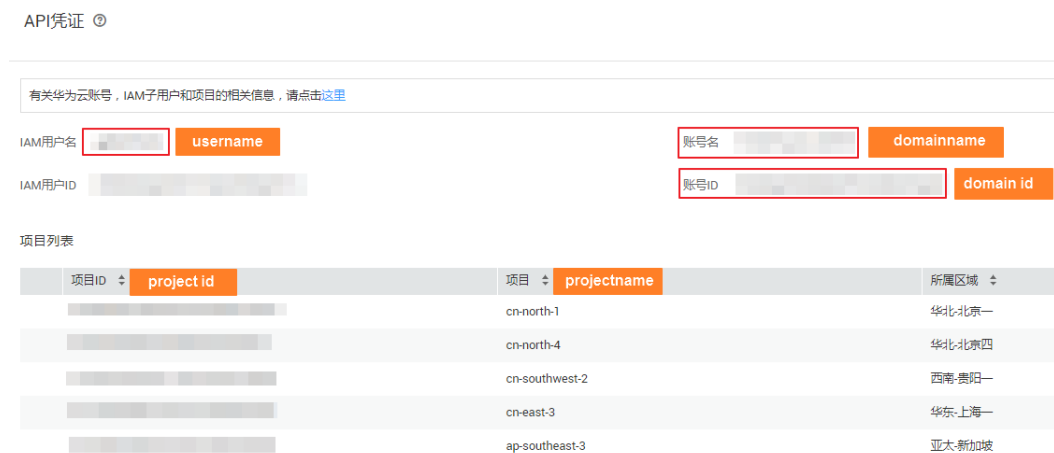 API凭证
有关华为云账号，IAM子用户和项目的相关信息，请点击这里
IAM用户名 username 账号名 domainname
IAM用户ID 账号ID domain id
项目列表
项目ID project id 项目 projectname 所属区域
cn-north-1 华北-北京一
cn-north-4 华北-北京四
cn-southwest-2 西南-贵阳一
cn-east-3 华东-上海一
ap-southeast-3 亚太-新加坡